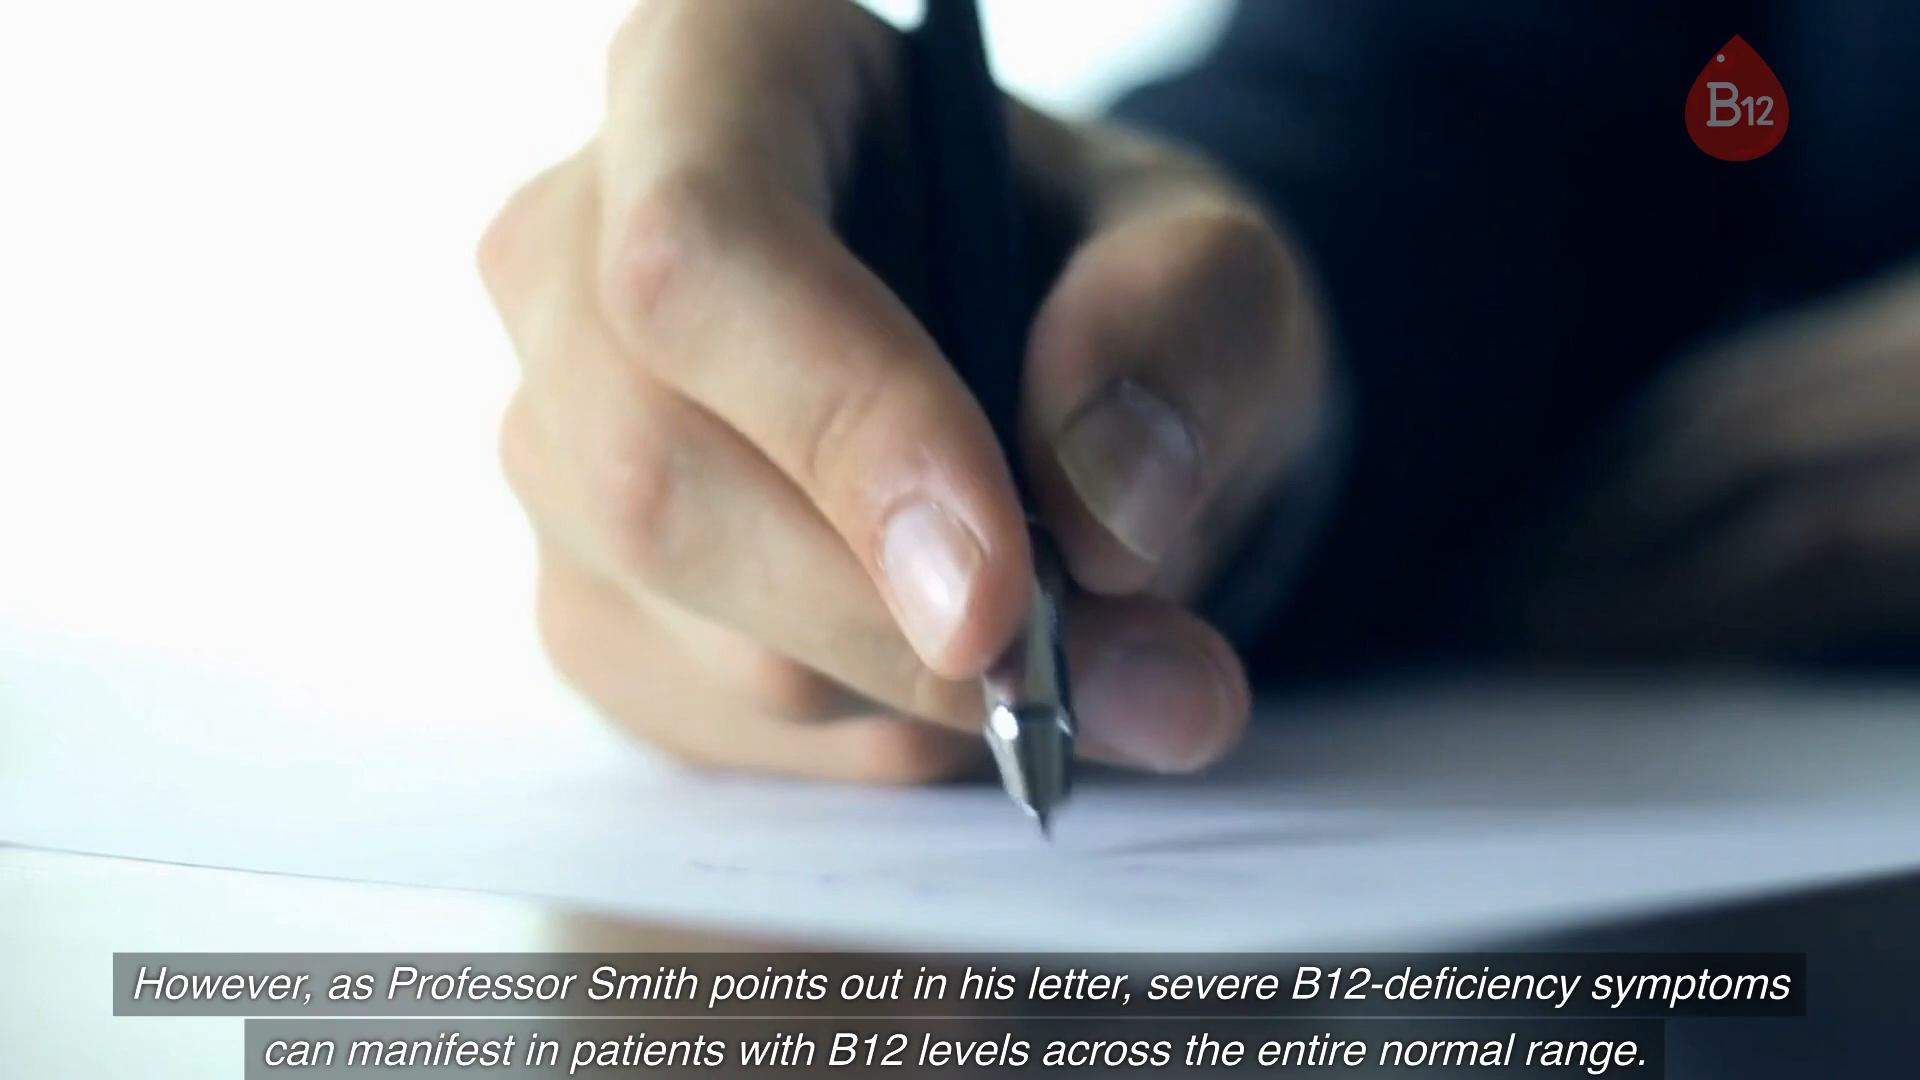 B12
However, as Professor Smith points out in his letter, severe B12-deficiency symptoms
can manifest in patients with B12 levels across the entire normal range.